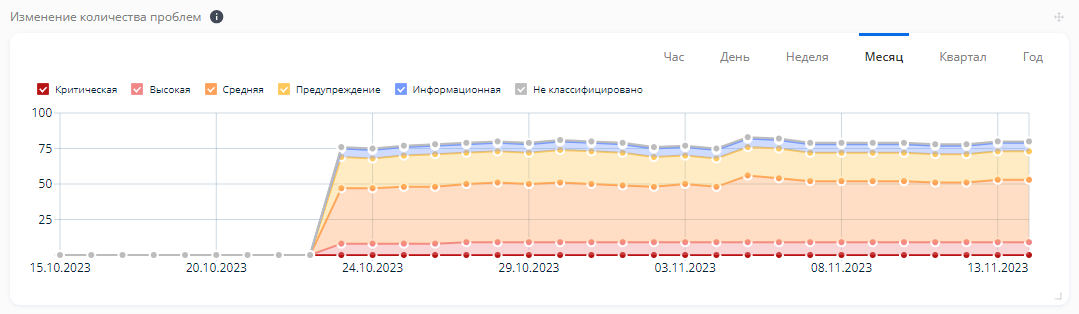 Изменение количества проблем
Час День Неделя Месяц Квартал Год
Критическая Высокая Средняя Предупреждение Информационная Не классифицировано
100
75
50
25
15.10.2023 20.10.2023 24.10.2023 29.10.2023 03.11.2023 08.11.2023 13.11.2023